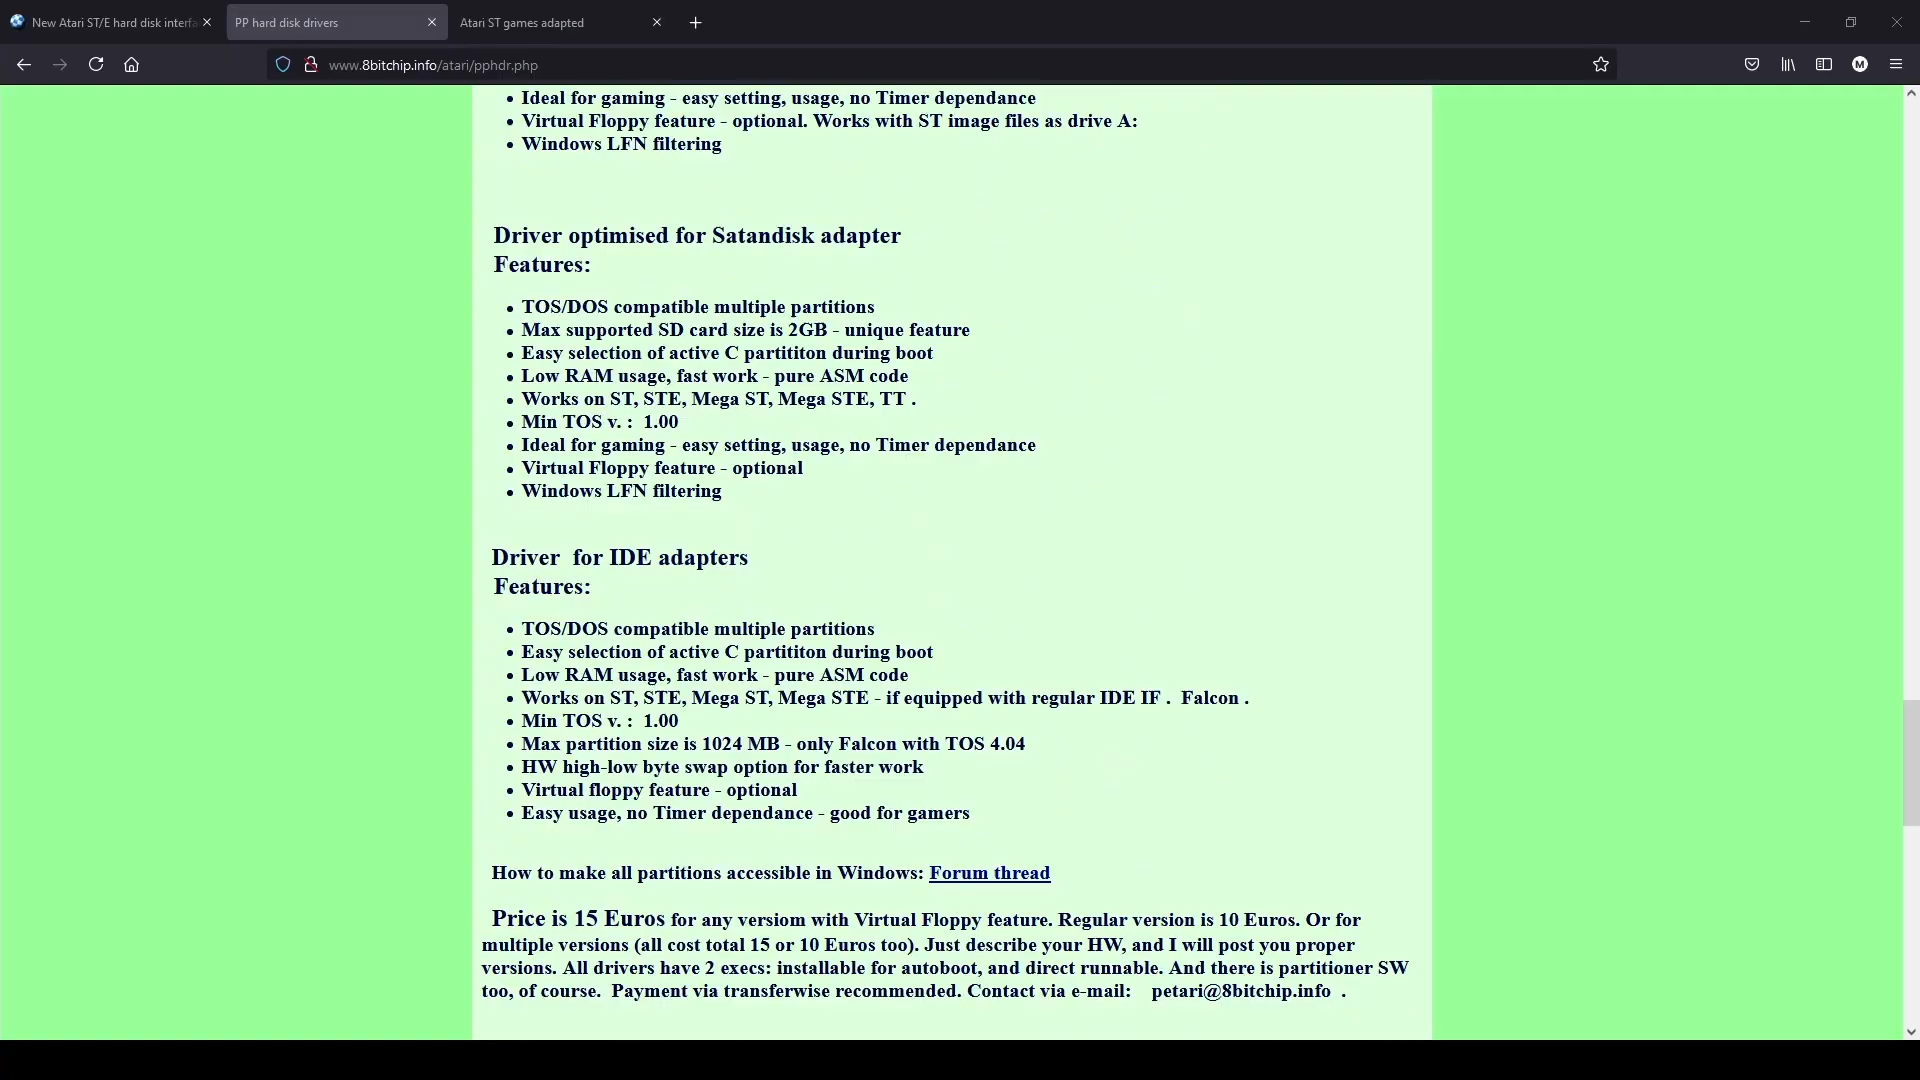 New Atari ST/E hard disk interfa
PP hard disk drivers
Atari ST games adapted
www.8bitchip.info/atari/pphdr.php
M
• Ideal for gaming - easy setting, usage, no Timer dependance
• Virtual Floppy feature - optional. Works with ST image files as drive A:
• Windows LFN filtering
Driver optimised for Satandisk adapter
Features:
• TOS/DOS compatible multiple partitions
• Max supported SD card size is 2GB - unique feature
• Easy selection of active C partititon during boot
• Low RAM usage, fast work - pure ASM code
• Works on ST, STE, Mega ST, Mega STE, TT .
• Min TOS v. : 1.00
• Ideal for gaming - easy setting, usage, no Timer dependance
• Virtual Floppy feature - optional
• Windows LFN filtering
Driver for IDE adapters
Features:
• TOS/DOS compatible multiple partitions
• Easy selection of active C partititon during boot
• Low RAM usage, fast work - pure ASM code
• Works on ST, STE, Mega ST, Mega STE - if equipped with regular IDE IF . Falcon .
• Min TOS v. : 1.00
• Max partition size is 1024 MB - only Falcon with TOS 4.04
• HW high-low byte swap option for faster work
• Virtual floppy feature - optional
• Easy usage, no Timer dependance - good for gamers
How to make all partitions accessible in Windows: Forum thread
Price is 15 Euros for any versiom with Virtual Floppy feature. Regular version is 10 Euros. Or for
multiple versions (all cost total 15 or 10 Euros too). Just describe your HW, and I will post you proper
versions. All drivers have 2 execs: installable for autoboot, and direct runnable. And there is partitioner SW
too, of course. Payment via transferwise recommended. Contact via e-mail: petari@8bitchip.info .